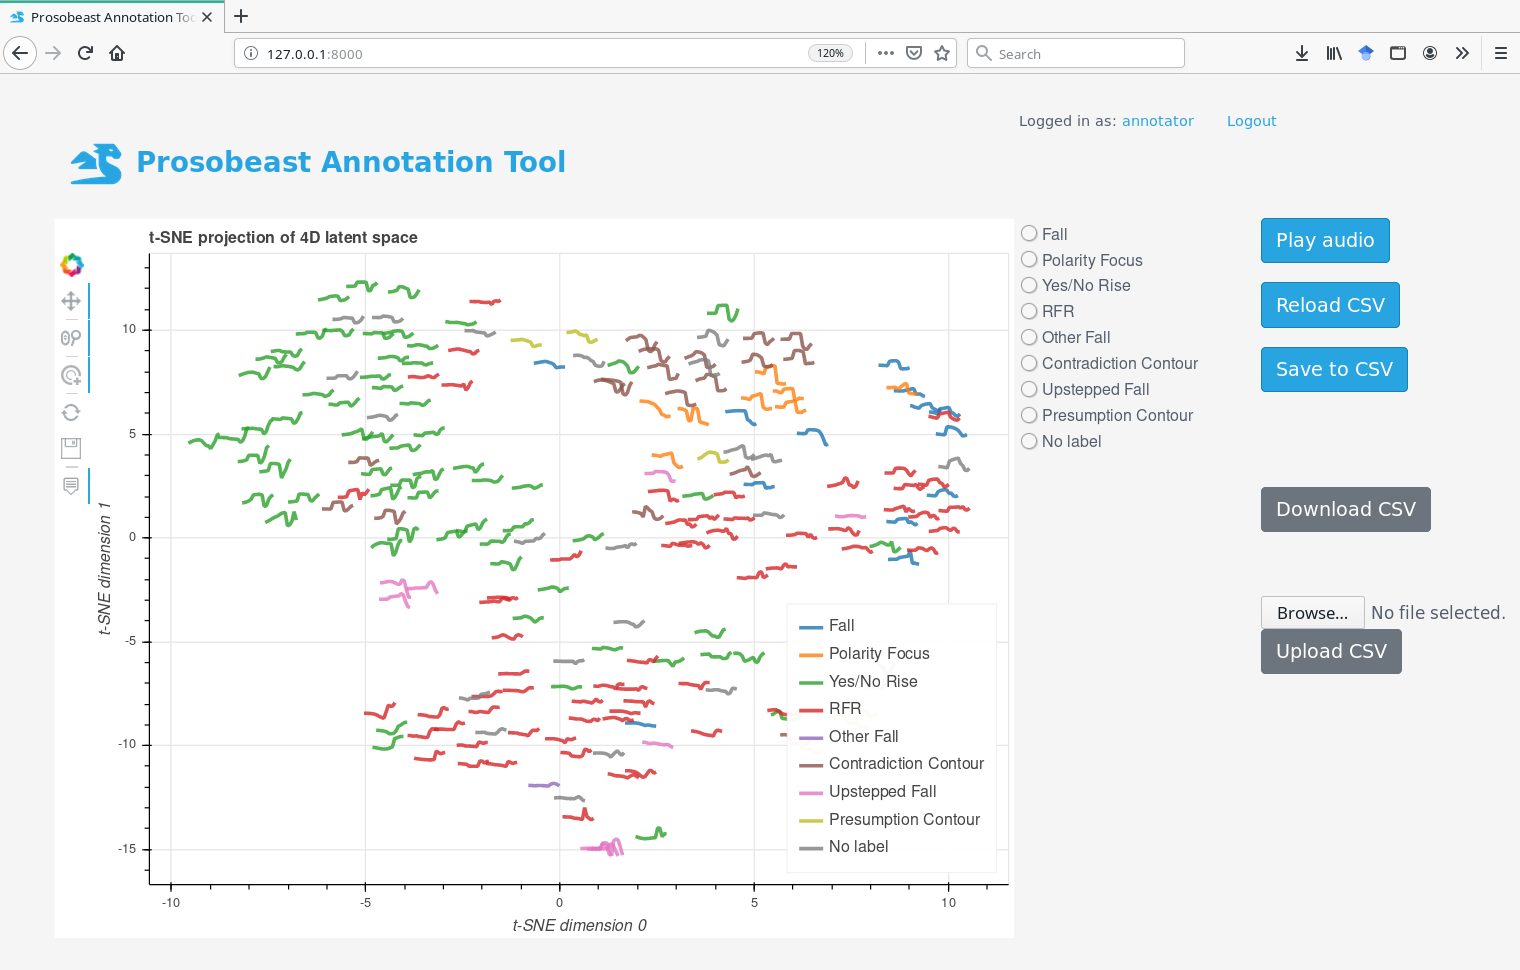 Prosobeast Annotation Too
127.0.0.1:8000
120%
Search
Logged in as: annotator
Logout
Prosobeast Annotation Tool
t-SNE projection of 4D latent space
10
5
0
-5
-10
-15
t-SNE dimension 1
-10
-5
0
5
10
t-SNE dimension 0
Fall
Polarity Focus
Yes/No Rise
RFR
Other Fall
Contradiction Contour
Upstepped Fall
Presumption Contour
No label
Fall
Polarity Focus
Yes/No Rise
RFR
Other Fall
Contradiction Contour
Upstepped Fall
Presumption Contour
No label
Play audio
Reload CSV
Save to CSV
Download CSV
Browse... No file selected.
Upload CSV